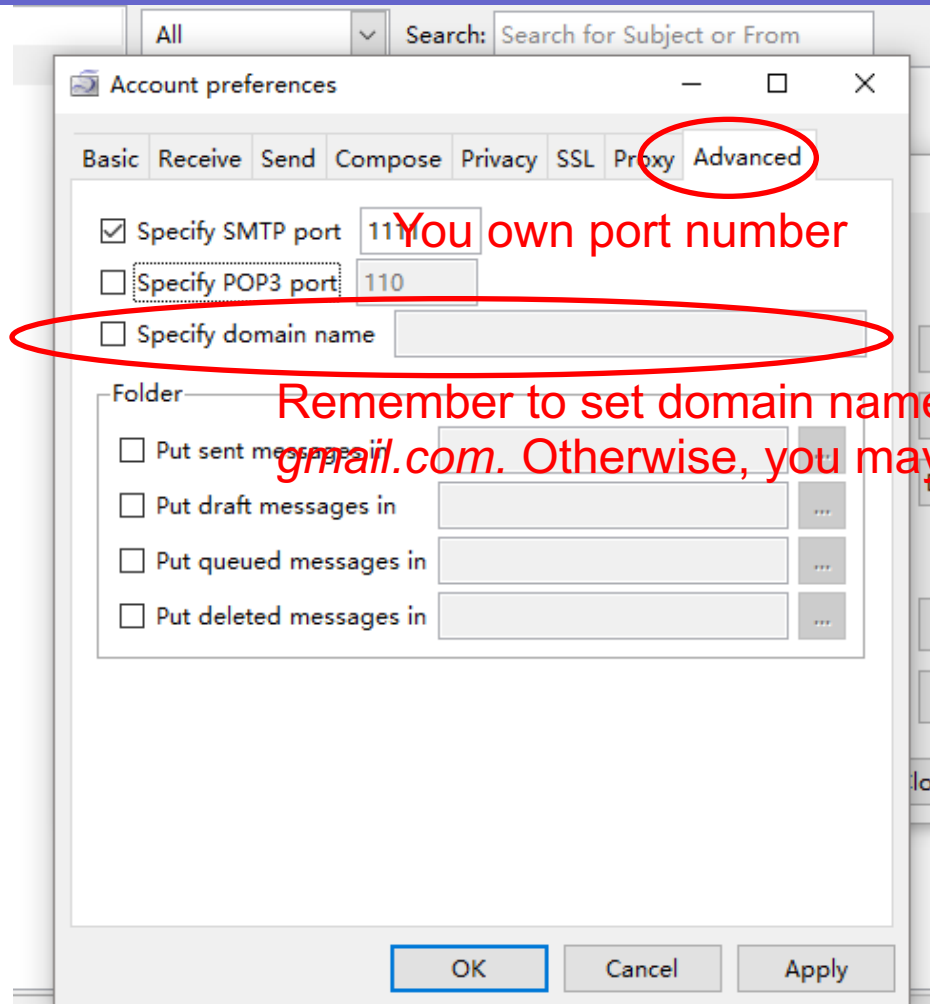 All
Search: Search for Subject or From
Account preferences
Basic Receive Send Compose Privacy SSL Proxy Advanced
Specify SMTP port
You own port number
Specify POP3 port 110
Specify domain name
Folder
Remember to set domain name
gmail.com. Otherwise, you may
Put sent messages in ...
Put draft messages in ...
Put queued messages in ...
Put deleted messages in ...
OK Cancel Apply